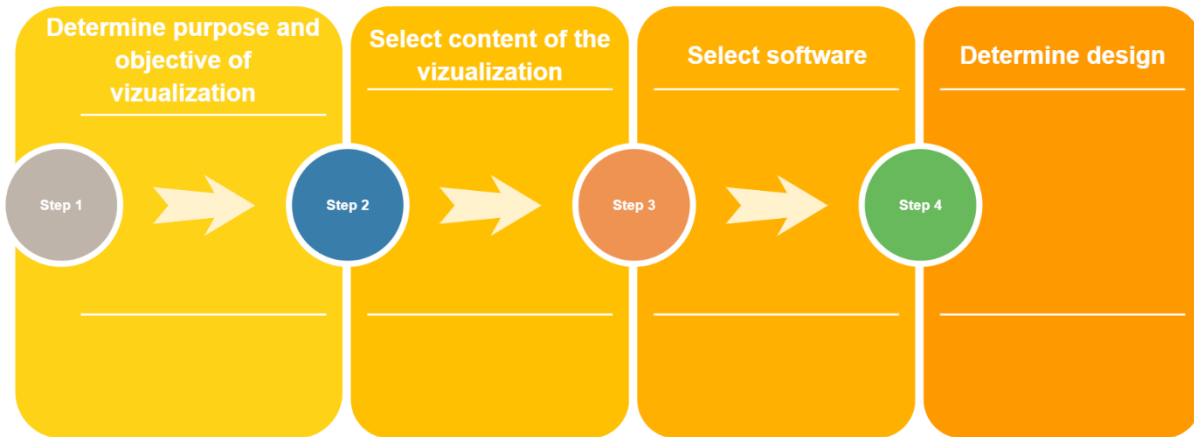 Determine purpose and
objective of
vizualization
Select content of the
vizualization
Select software
Determine design
Step 1
Step 2
Step 3
Step 4